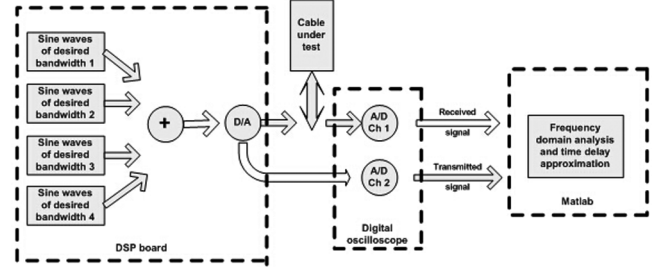 Sine waves
of desired
bandwidth 1
Sine waves
of desired
bandwidth 2
Sine waves
of desired
bandwidth 3
Sine waves
of desired
bandwidth 4
+
D/A
DSP board
Cable
under
test
A/D
Ch 1
A/D
Ch 2
Digital
oscilloscope
Received
signal
Transmitted
signal
Frequency
domain analysis
and time delay
approximation
Matlab